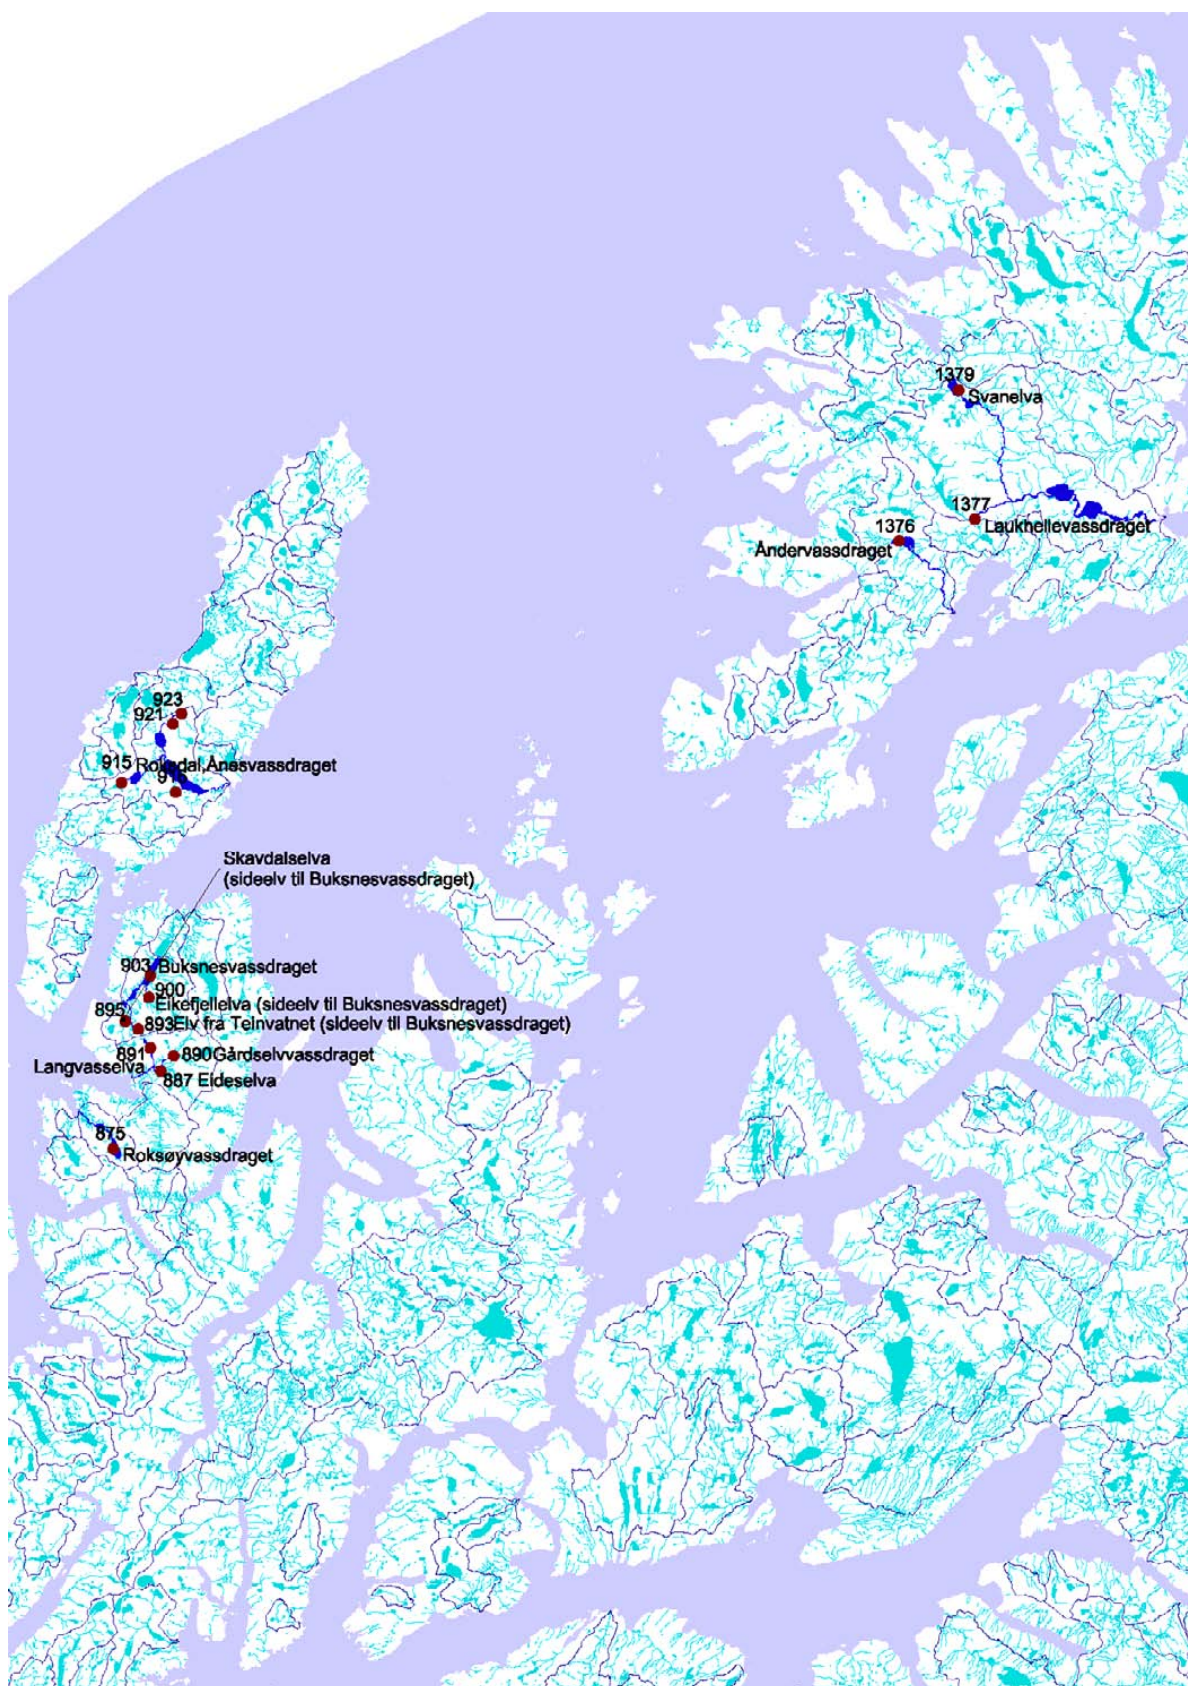 1379
Svanelva
1377
Laukhellevassdraget
1376
Åndervassdraget
923
921
915
Roksdal,Ånesvassdraget
Skavdalselva
(sideelv til Buksnesvassdraget)
903 Buksnesvassdraget
900
Eikefjellelva (sideelv til Buksnesvassdraget)
895
893 Elv fra Teinvatnet (sideelv til Buksnesvassdraget)
891
890 Gårdselvvassdraget
Langvasselva
887 Eideselva
875
Roksøyvassdraget